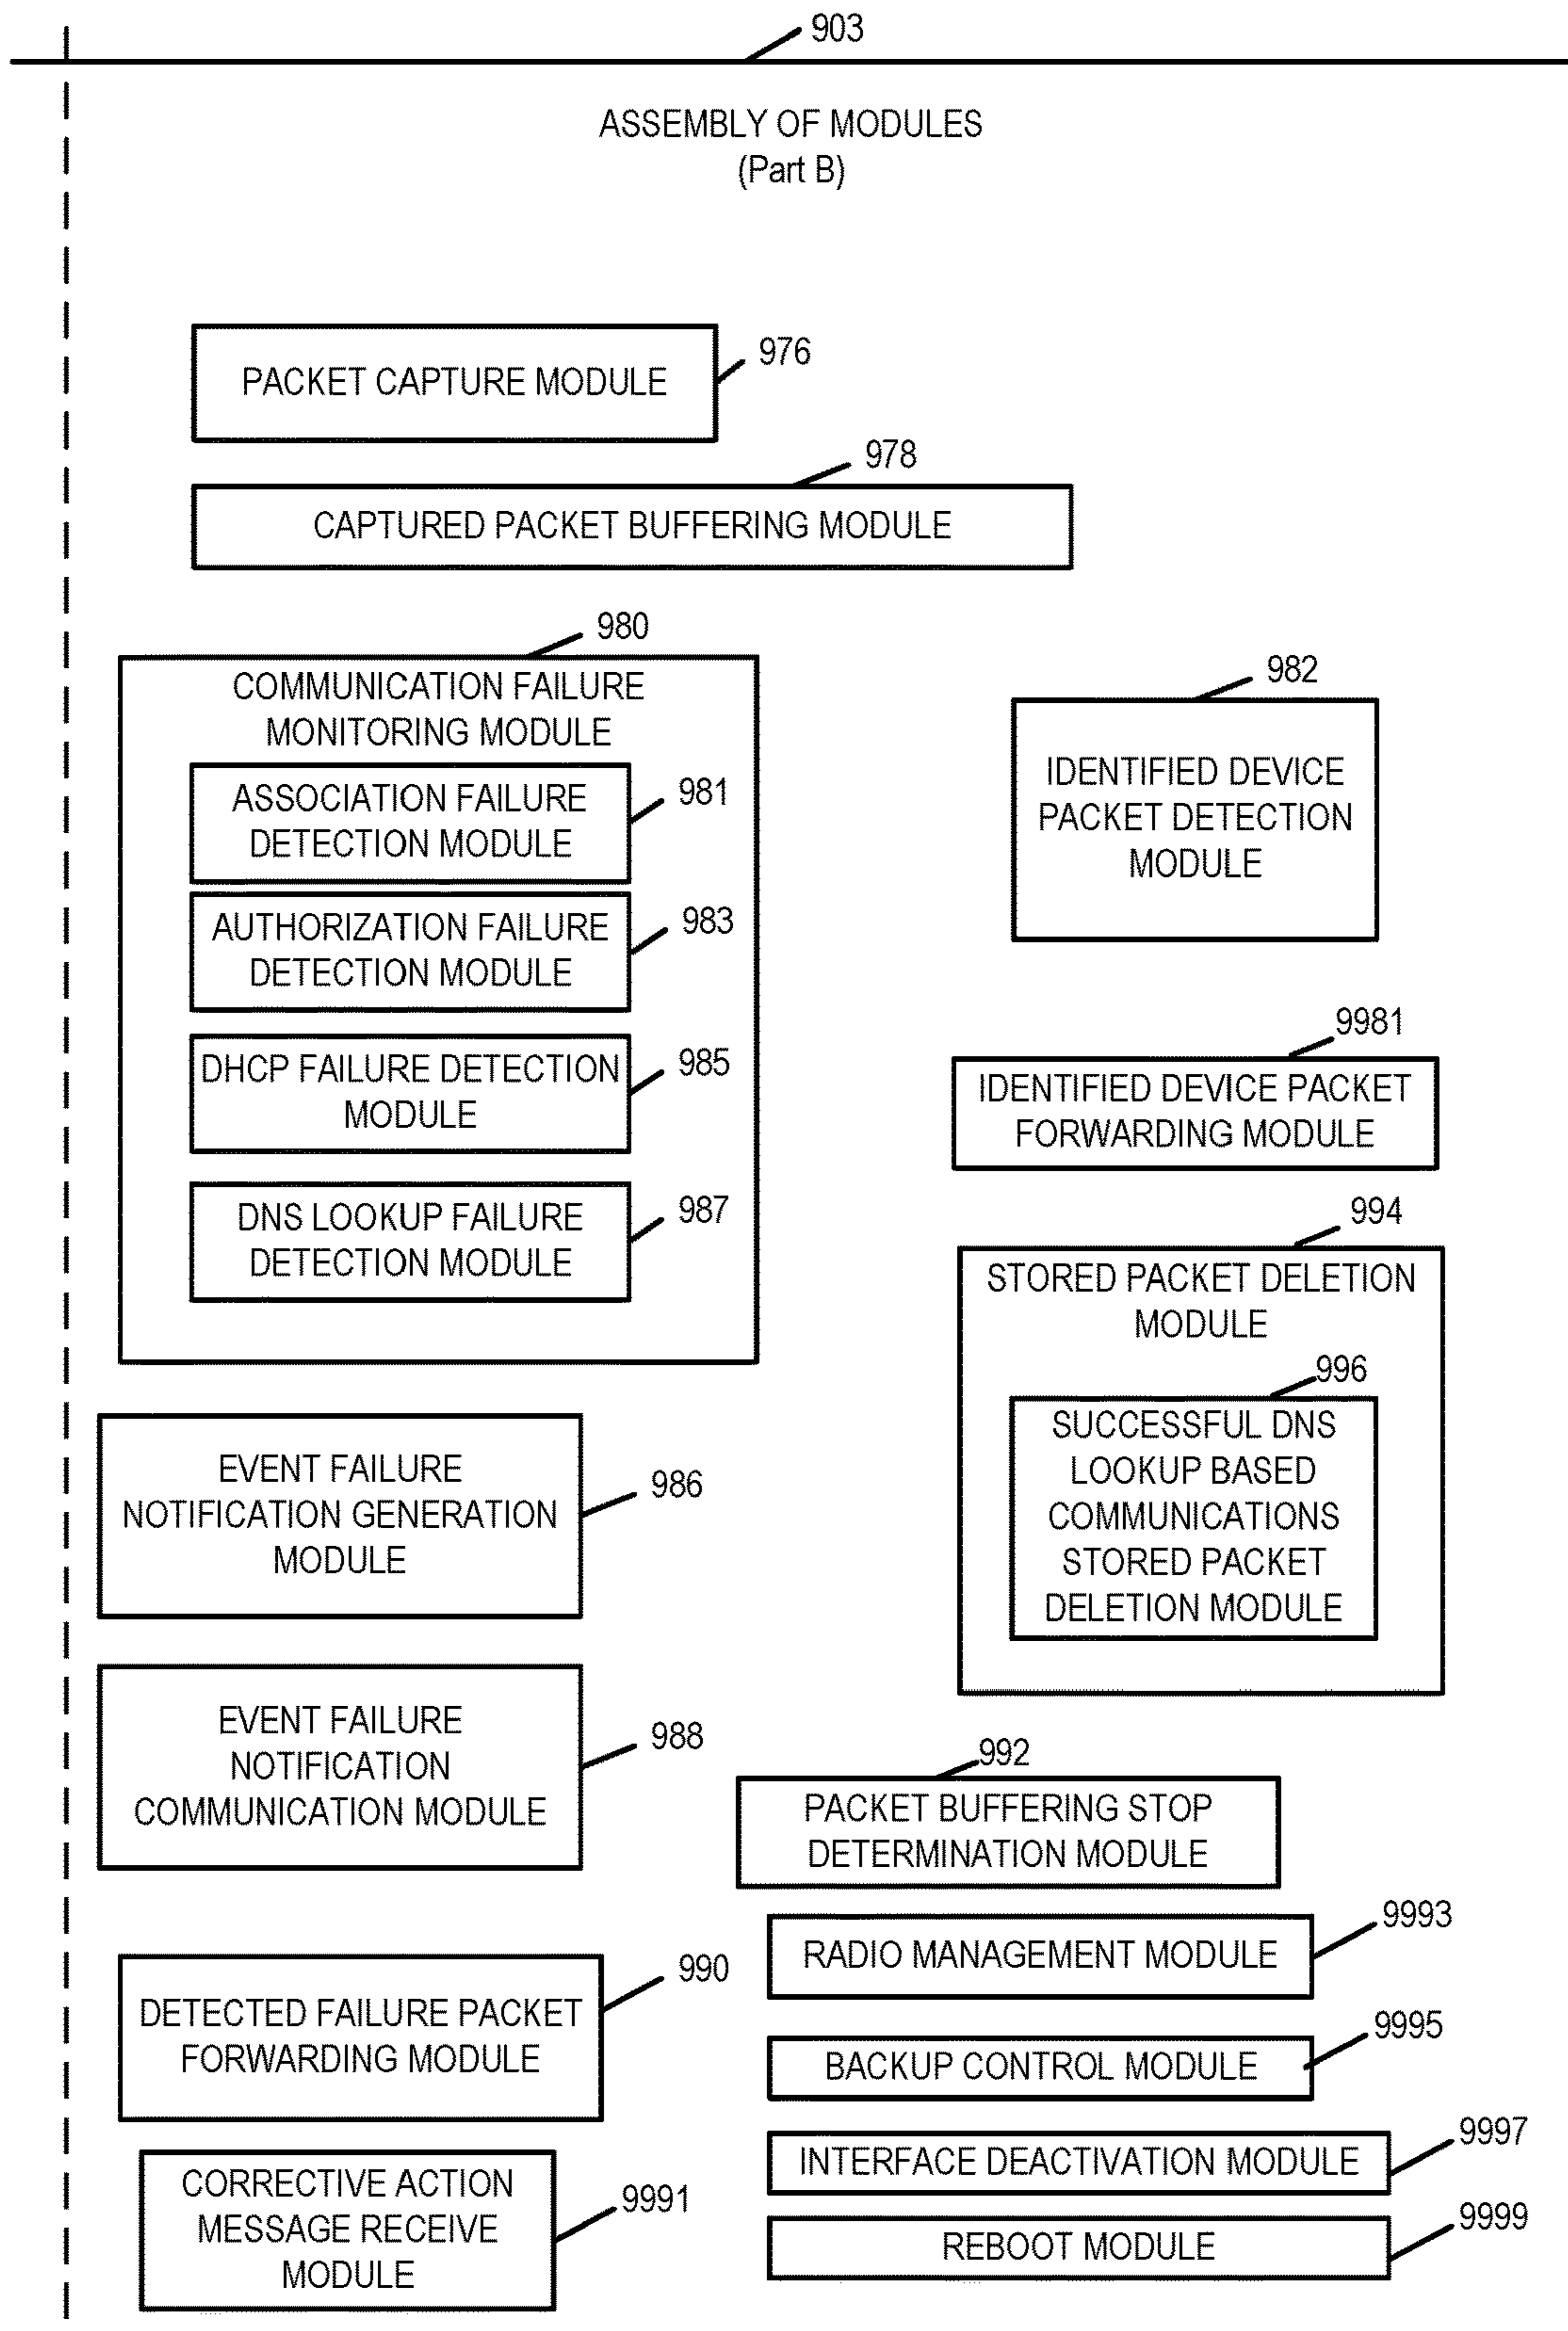 903
ASSEMBLY OF MODULES
(Part B)
PACKET CAPTURE MODULE
976
978
CAPTURED PACKET BUFFERING MODULE
980
COMMUNICATION FAILURE
MONITORING MODULE
ASSOCIATION FAILURE
DETECTION MODULE
981
AUTHORIZATION FAILURE
DETECTION MODULE
983
DHCP FAILURE DETECTION
MODULE
985
DNS LOOKUP FAILURE
DETECTION MODULE
987
982
IDENTIFIED DEVICE
PACKET DETECTION
MODULE
9981
IDENTIFIED DEVICE PACKET
FORWARDING MODULE
994
STORED PACKET DELETION
MODULE
996
SUCCESSFUL DNS
LOOKUP BASED
COMMUNICATIONS
STORED PACKET
DELETION MODULE
EVENT FAILURE
NOTIFICATION GENERATION
MODULE
986
EVENT FAILURE
NOTIFICATION
COMMUNICATION MODULE
988
992
PACKET BUFFERING STOP
DETERMINATION MODULE
RADIO MANAGEMENT MODULE
9993
DETECTED FAILURE PACKET
FORWARDING MODULE
990
BACKUP CONTROL MODULE
9995
INTERFACE DEACTIVATION MODULE
9997
CORRECTIVE ACTION
MESSAGE RECEIVE
MODULE
9991
REBOOT MODULE
9999